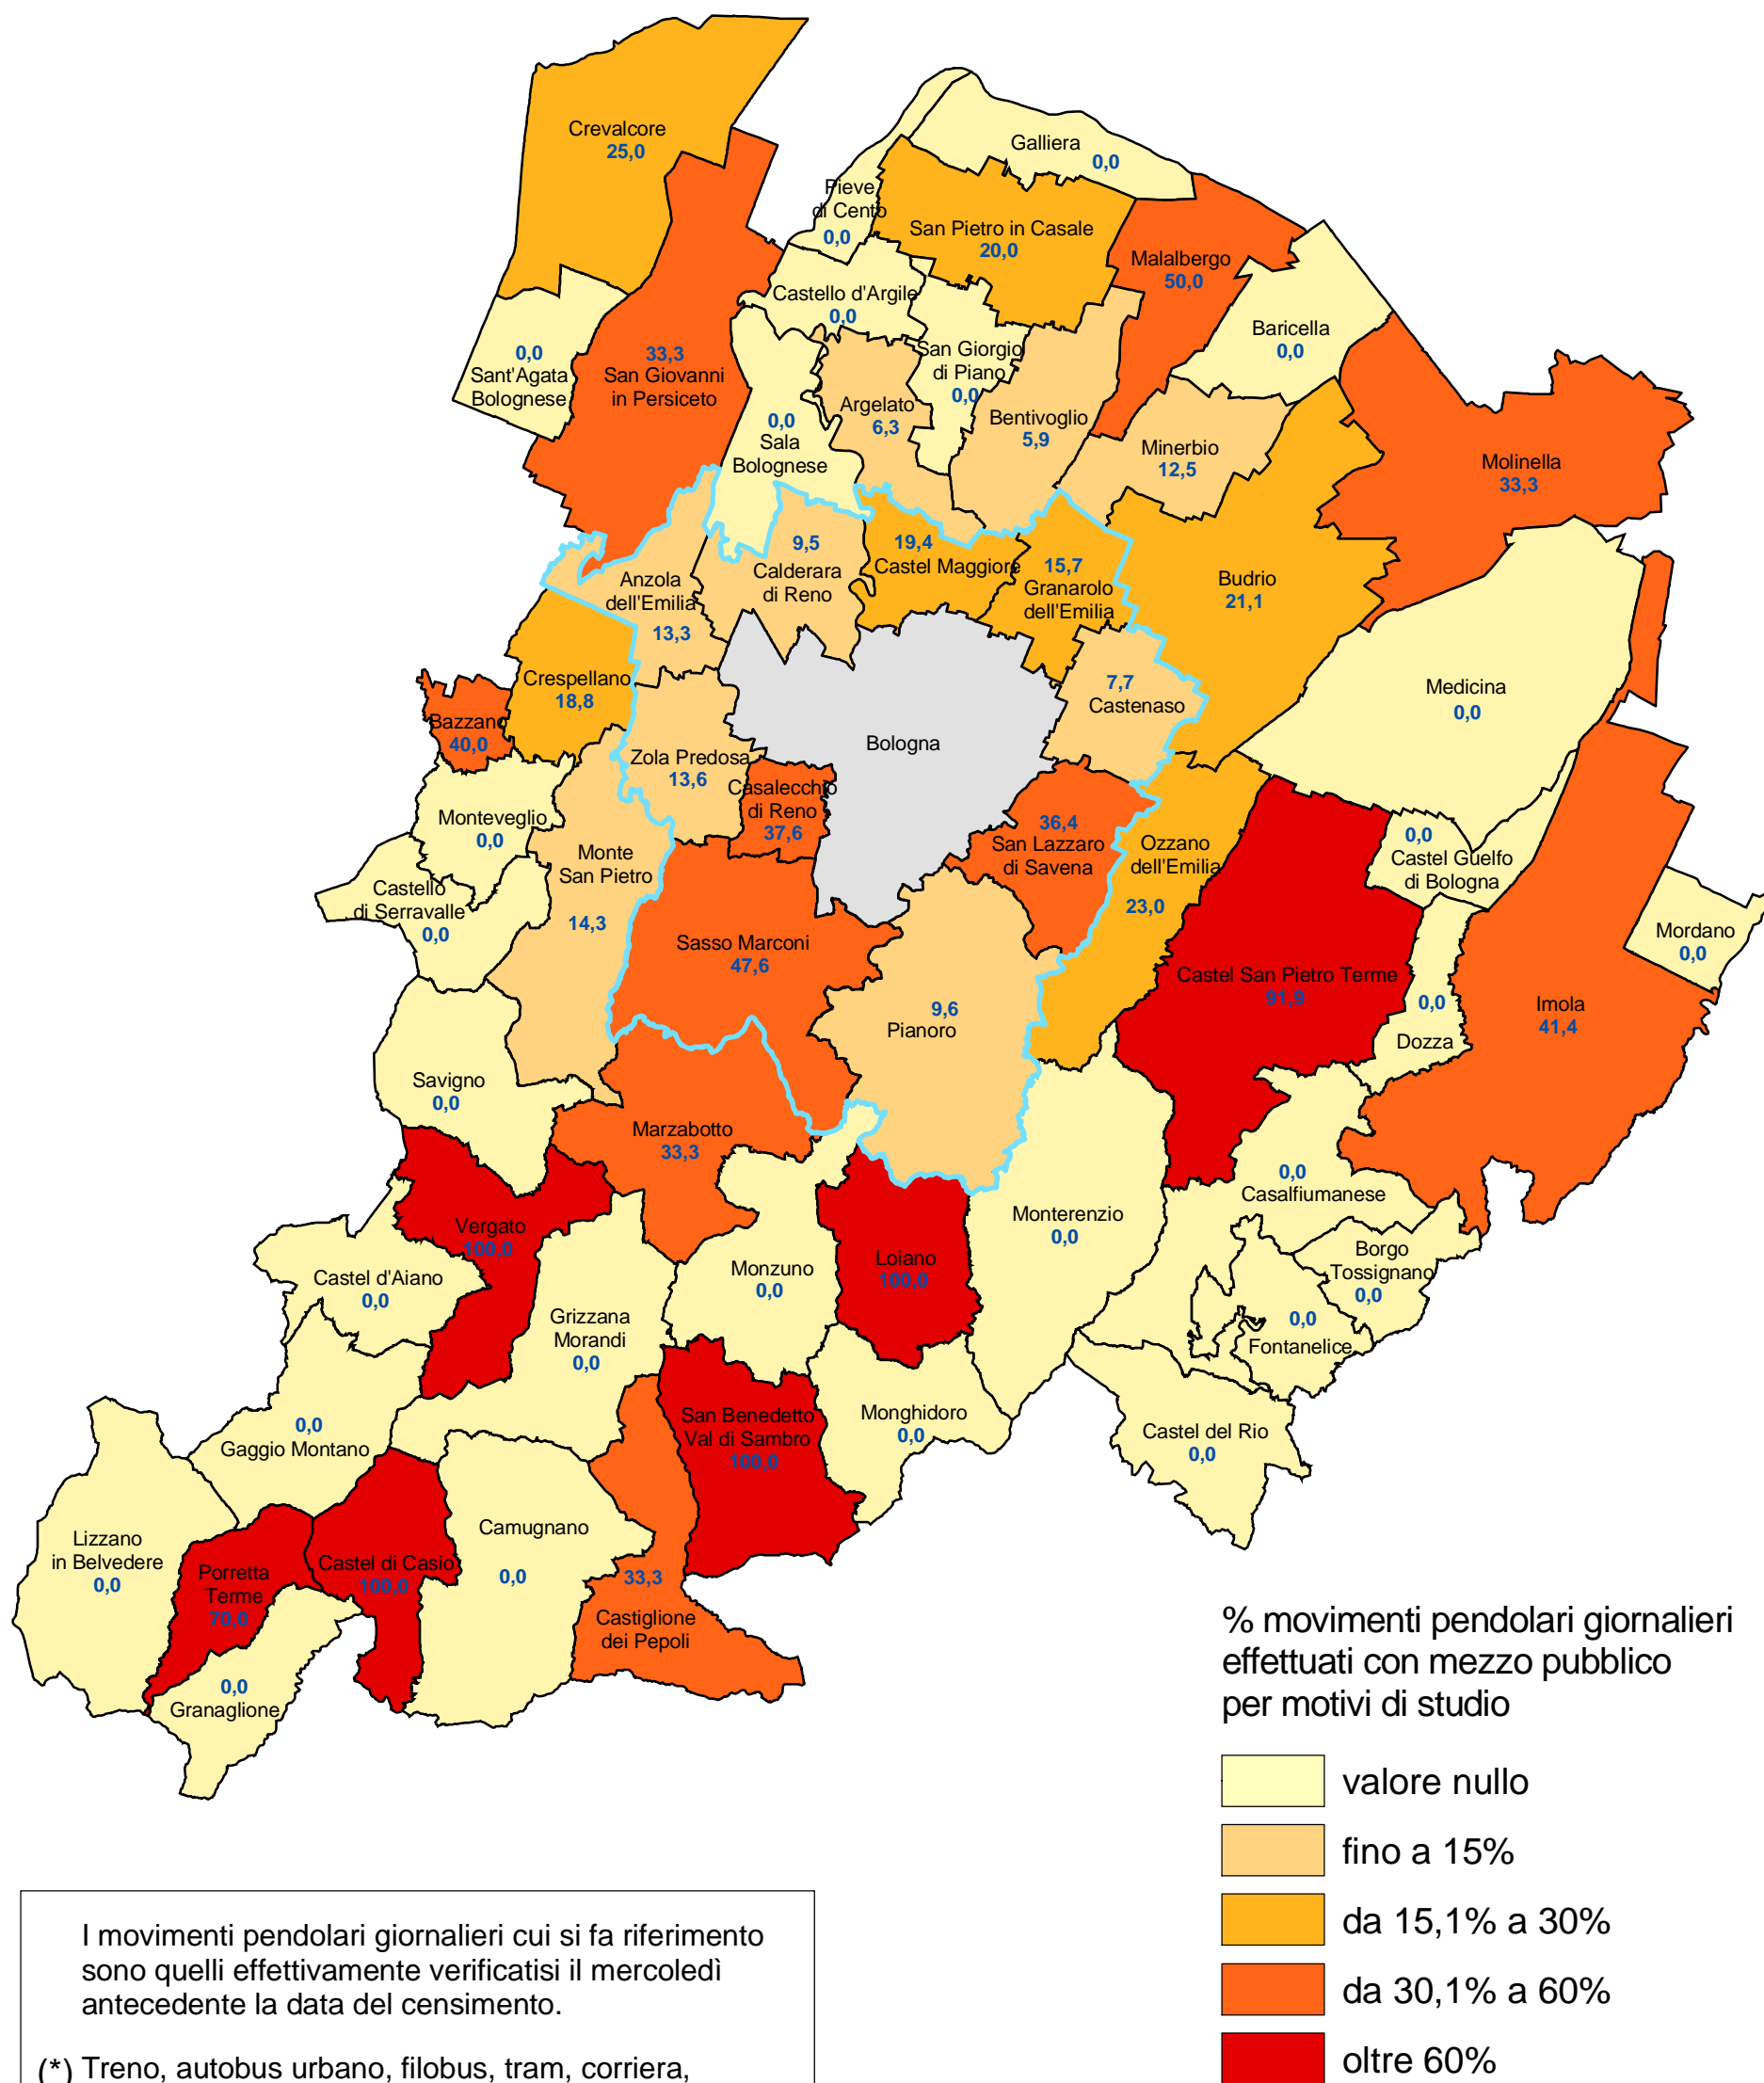 Crevalcore
25,0
Galliera
0,0
Pieve
di Cento
0,0
San Pietro in Casale
20,0
Malalbergo
50,0
Castello d'Argile
0,0
Baricella
0,0
0,0
Sant'Agata
Bolognese
33,3
San Giovanni
in Persiceto
San Giorgio
di Piano
0,0
0,0
Sala
Bolognese
Argelato
6,3
Bentivoglio
5,9
Minerbio
12,5
Molinella
33,3
9,5
Calderara
di Reno
19,4
Castel Maggiore
15,7
Granarolo
dell'Emilia
Budrio
21,1
Anzola
dell'Emilia
13,3
Crespellano
18,8
7,7
Castenaso
Medicina
0,0
Bazzano
40,0
Bologna
Zola Predosa
13,6
Casalecchio
di Reno
37,6
Monteveglio
0,0
36,4
San Lazzaro
di Savena
Ozzano
dell'Emilia
23,0
0,0
Castel Guelfo
di Bologna
Monte
San Pietro
14,3
Castello
di Serravalle
0,0
Sasso Marconi
47,6
Mordano
0,0
Castel San Pietro Terme
91,9
0,0
Dozza
Imola
41,4
9,6
Pianoro
Savigno
0,0
Marzabotto
33,3
0,0
Casalfiumanese
Monterenzio
0,0
Vergato
100,0
Loiano
100,0
Monzuno
0,0
Borgo
Tossignano
0,0
Castel d'Aiano
0,0
Grizzana
Morandi
0,0
0,0
Fontanelice
San Benedetto
Val di Sambro
100,0
Monghidoro
0,0
Castel del Rio
0,0
0,0
Gaggio Montano
Lizzano
in Belvedere
0,0
Porretta
Terme
70,0
Castel di Casio
100,0
Camugnano
0,0
33,3
Castiglione
dei Pepoli
0,0
Granaglione
% movimenti pendolari giornalieri
effettuati con mezzo pubblico
per motivi di studio
valore nullo
fino a 15%
da 15,1% a 30%
da 30,1% a 60%
oltre 60%
I movimenti pendolari giornalieri cui si fa riferimento
sono quelli effettivamente verificatisi il mercoledì
antecedente la data del censimento.
(*) Treno, autobus urbano, filobus, tram, corriera,